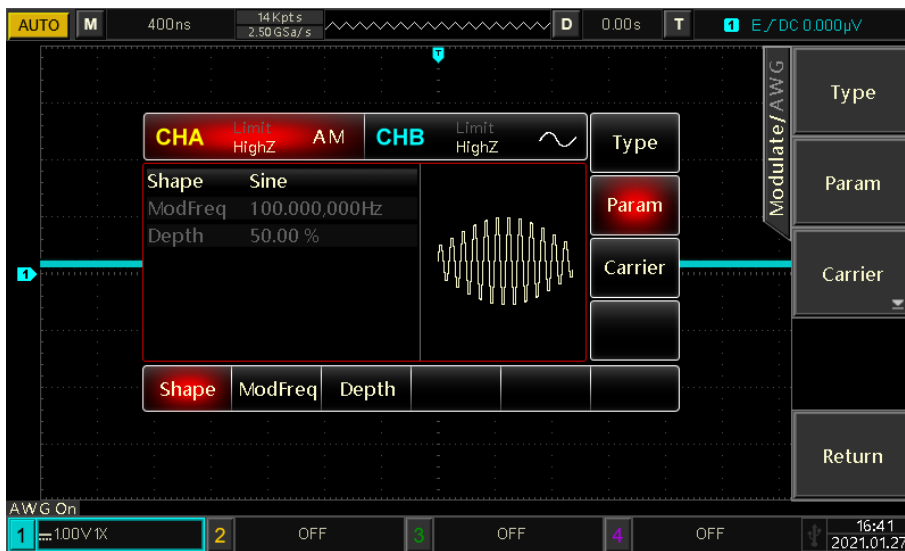 AUTO M 400ns 14Kpts 2.50GSa/s D 0.00s T 1 E DC 0.000μV
T
Modulate/AWG
Type
CHA Limit HighZ AM CHB Limit HighZ
Type
Shape Sine
Param
Param
ModFreq 100.000,000Hz
Depth 50.00 %
1
Carrier
Carrier
Shape ModFreq Depth
Return
AWG On
1 1.00V 1X 2 OFF 3 OFF 4 OFF 16:41
2021.01.27